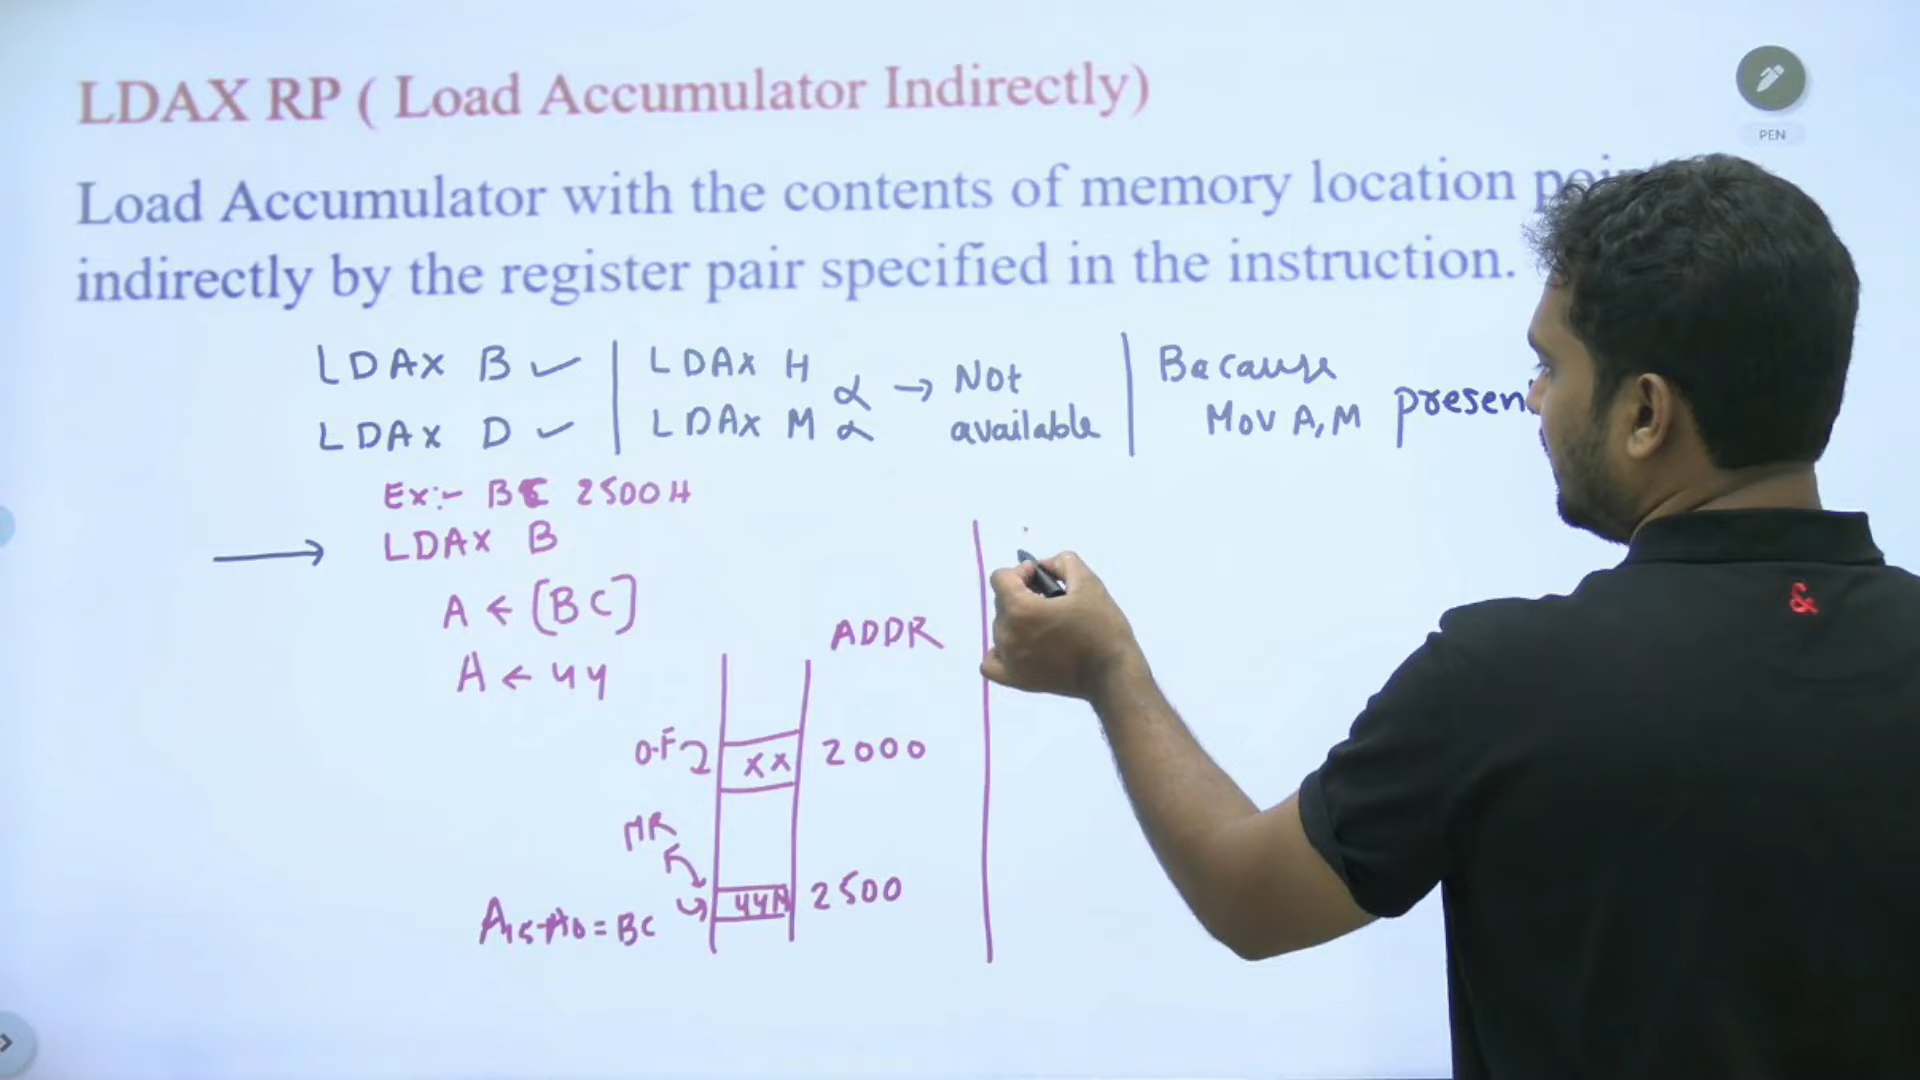 LDAX RP ( Load Accumulator Indirectly)
PEN
Load Accumulator with the contents of memory location
indirectly by the register pair specified in the instruction.
LDAX B ✓ | LDAX H α → Not | Because
LDAX D ✓ | LDAX M α available | MOV A,M
Ex:- BC 2500H
→ LDAX B
A ← [BC]
ADDR
A ← 44
O.F XX 2000
MR
A15-A0 = BC 44H 2500
&